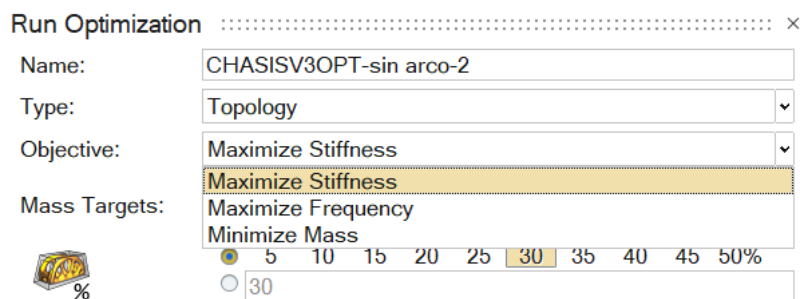 Run Optimization
Name: CHASISV3OPT-sin arco-2
Type: Topology
Objective: Maximize Stiffness
Maximize Stiffness
Mass Targets: Maximize Frequency
Minimize Mass
5 10 15 20 25 30 35 40 45 50%
% 30